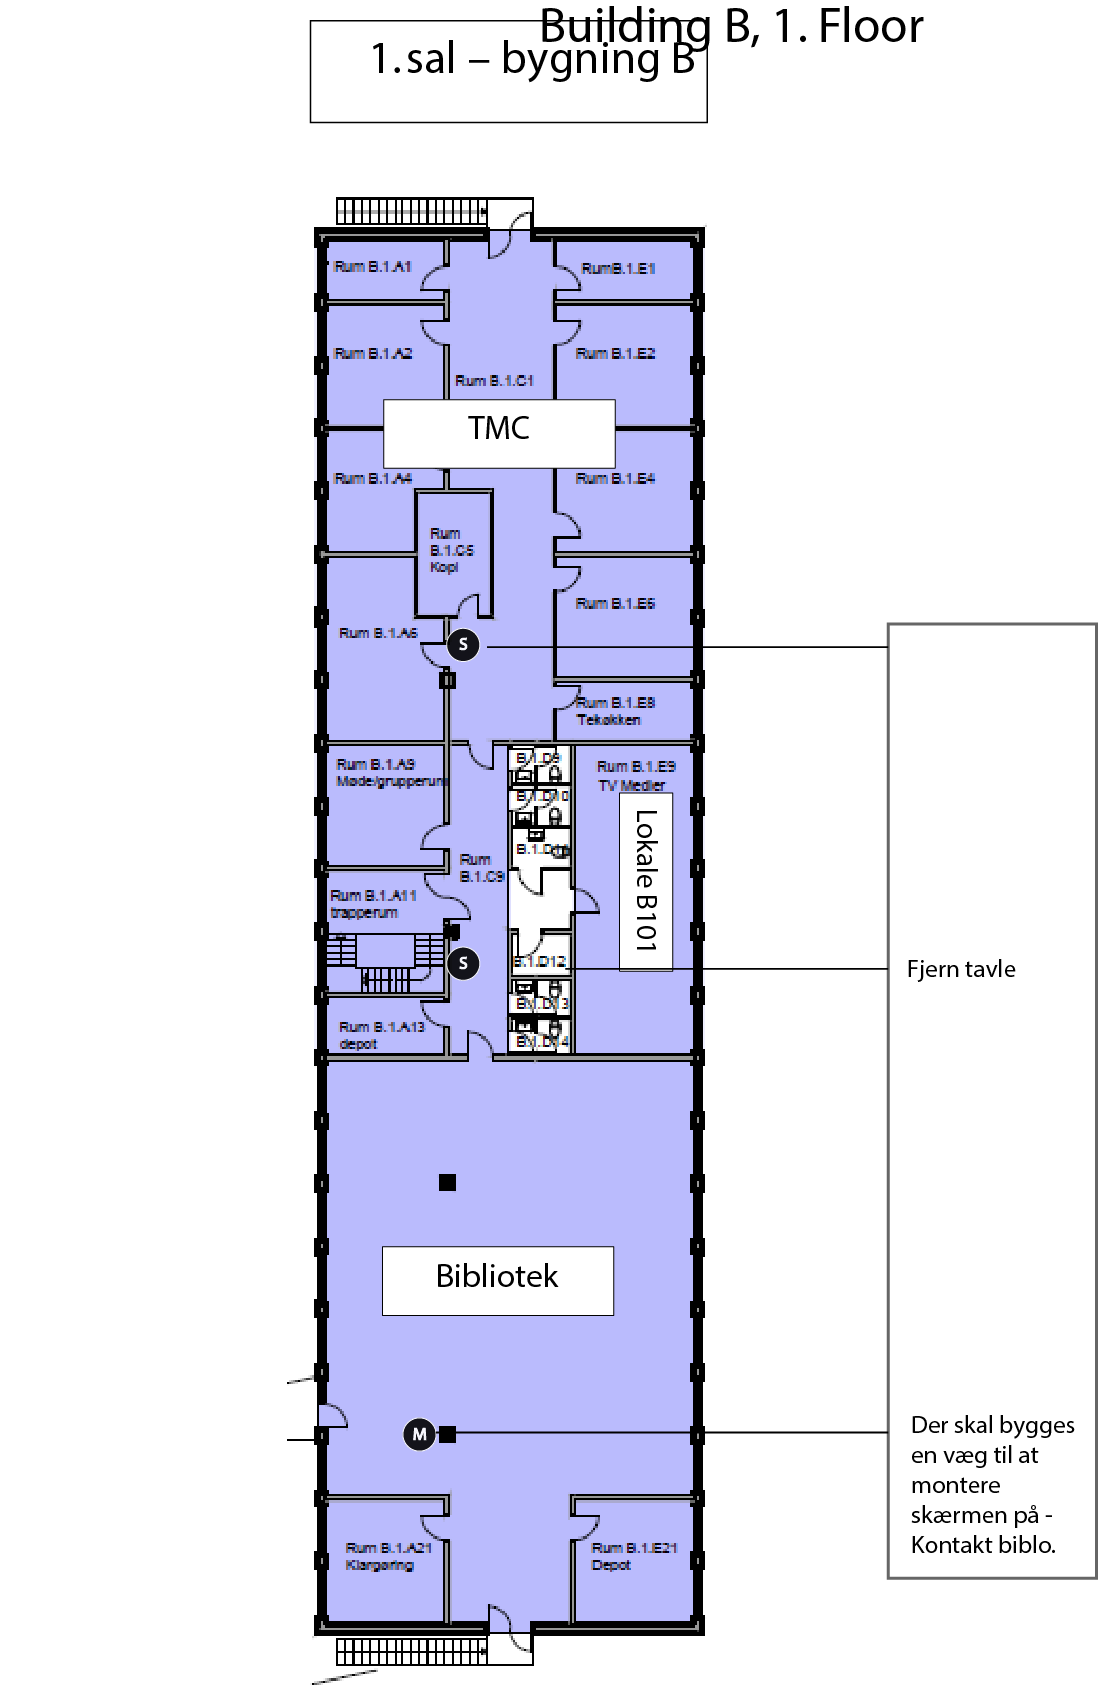 Building B, 1. Floor
1. sal – bygning B
Rum B.1.A1
RumB.1.E1
Rum B.1.A2
Rum B.1.E2
Rum B.1.C1
TMC
Rum B.1.A4
Rum B.1.E4
Rum
B.1.C5
Kopi
Rum B.1.E6
Rum B.1.A6
S
Rum B.1.E8
Tekøkken
Rum B.1.A9
Møde/grupperum
B.1.D9
Rum B.1.E9
TV Medier
B.1.D10
Lokale B101
Rum
B.1.C9
Rum B.1.A11
trapperum
S
B.1.D12
Fjern tavle
B.1.D13
Rum B.1.A13
depot
B.1.D14
Bibliotek
M
Der skal bygges
en væg til at
montere
skærmen på -
Kontakt biblo.
Rum B.1.A21
Klargøring
Rum B.1.E21
Depot